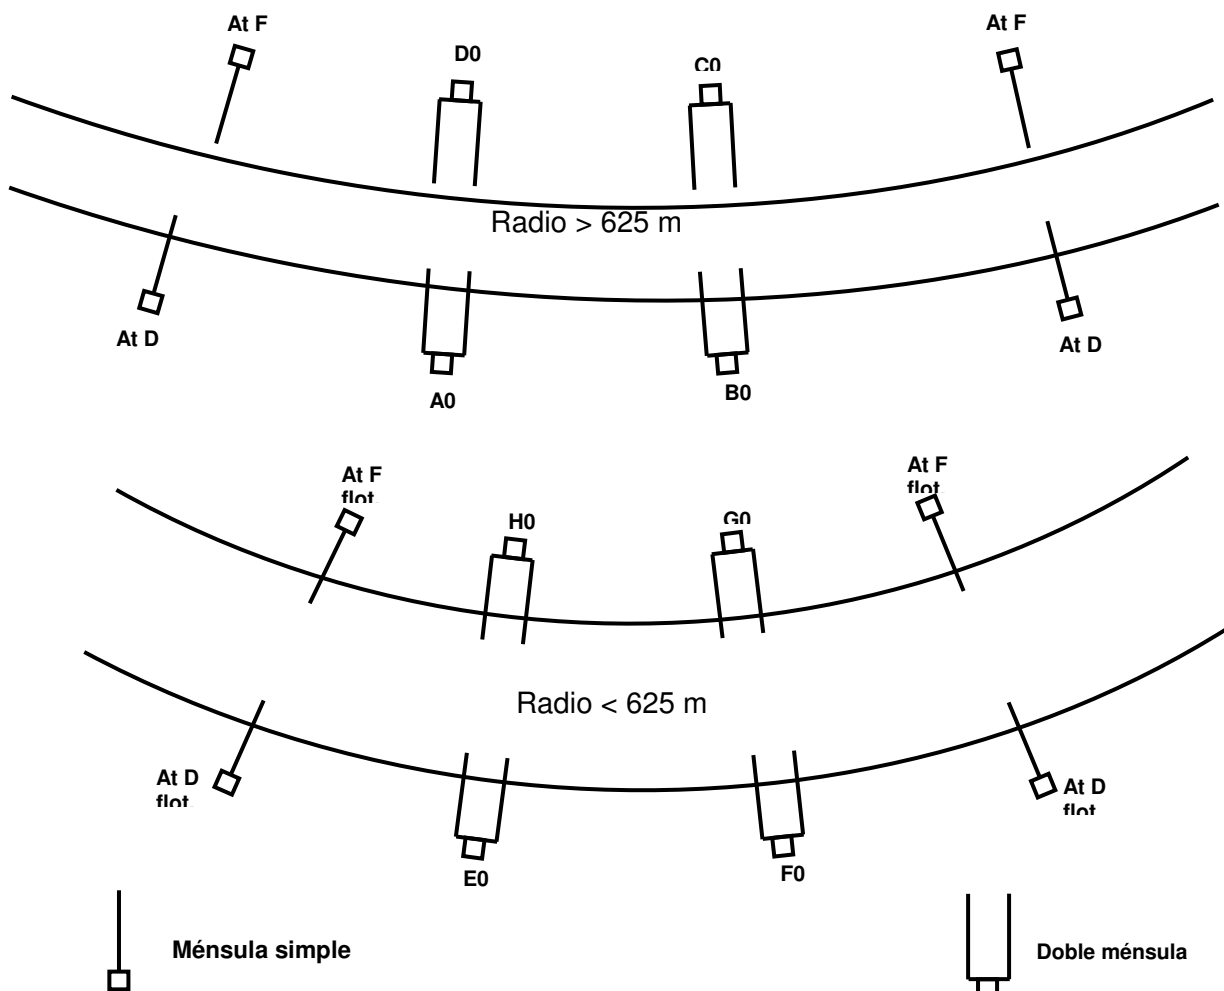 At F
At F
D0
C0
Radio > 625 m
At D
At D
A0
B0
At F
flot.
At F
flot.
H0
G0
Radio < 625 m
At D
flot.
At D
flot.
E0
F0
Ménsula simple
Doble ménsula